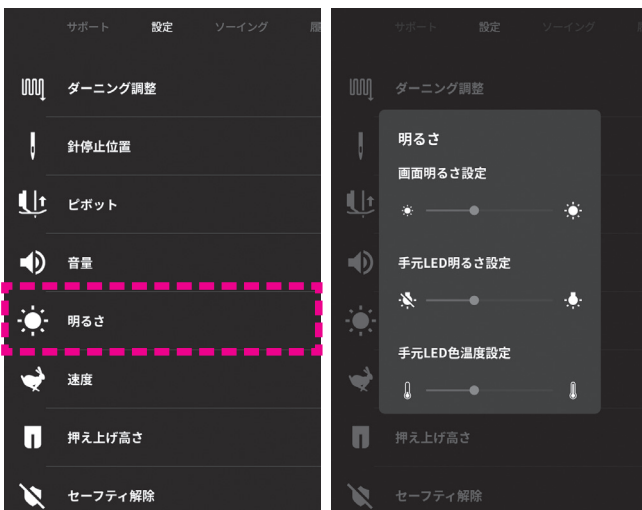 サポート 設定 ソーイング
ダーニング調整
針停止位置
ピボット
音量
明るさ
速度
押え上げ高さ
セーフティ解除
サポート 設定 ソーイング
ダーニング調整
明るさ
画面明るさ設定
手元LED明るさ設定
手元LED色温度設定
押え上げ高さ
セーフティ解除